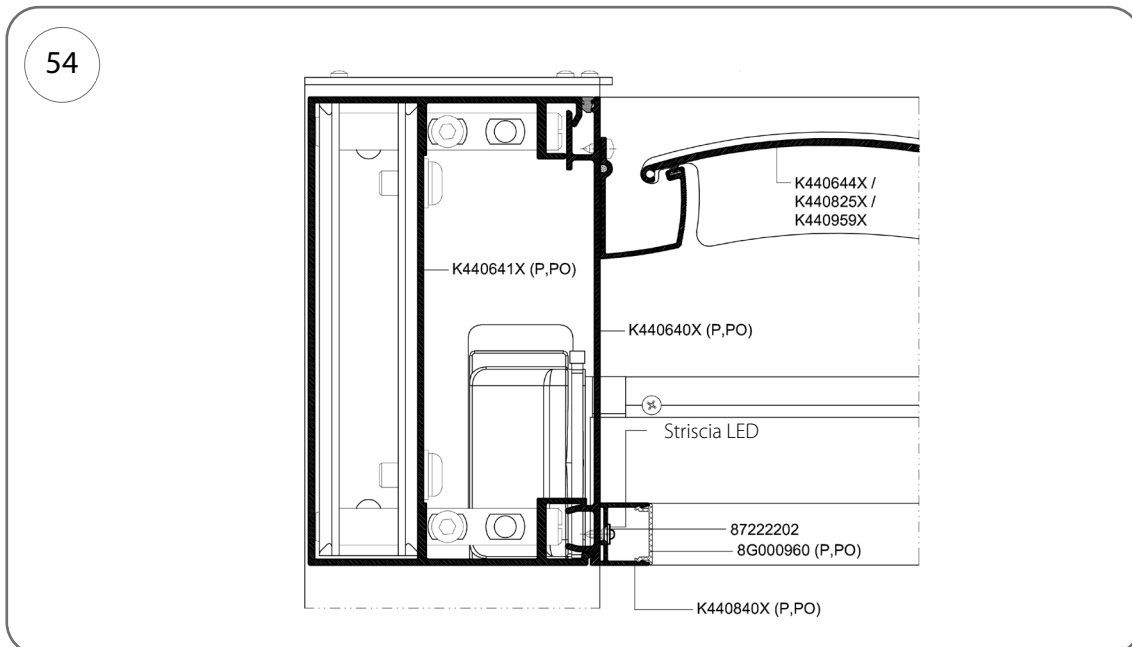 54
K440644X /
K440825X /
K440959X
K440641X (P,PO)
K440640X (P,PO)
Striscia LED
87222202
8G000960 (P,PO)
K440840X (P,PO)